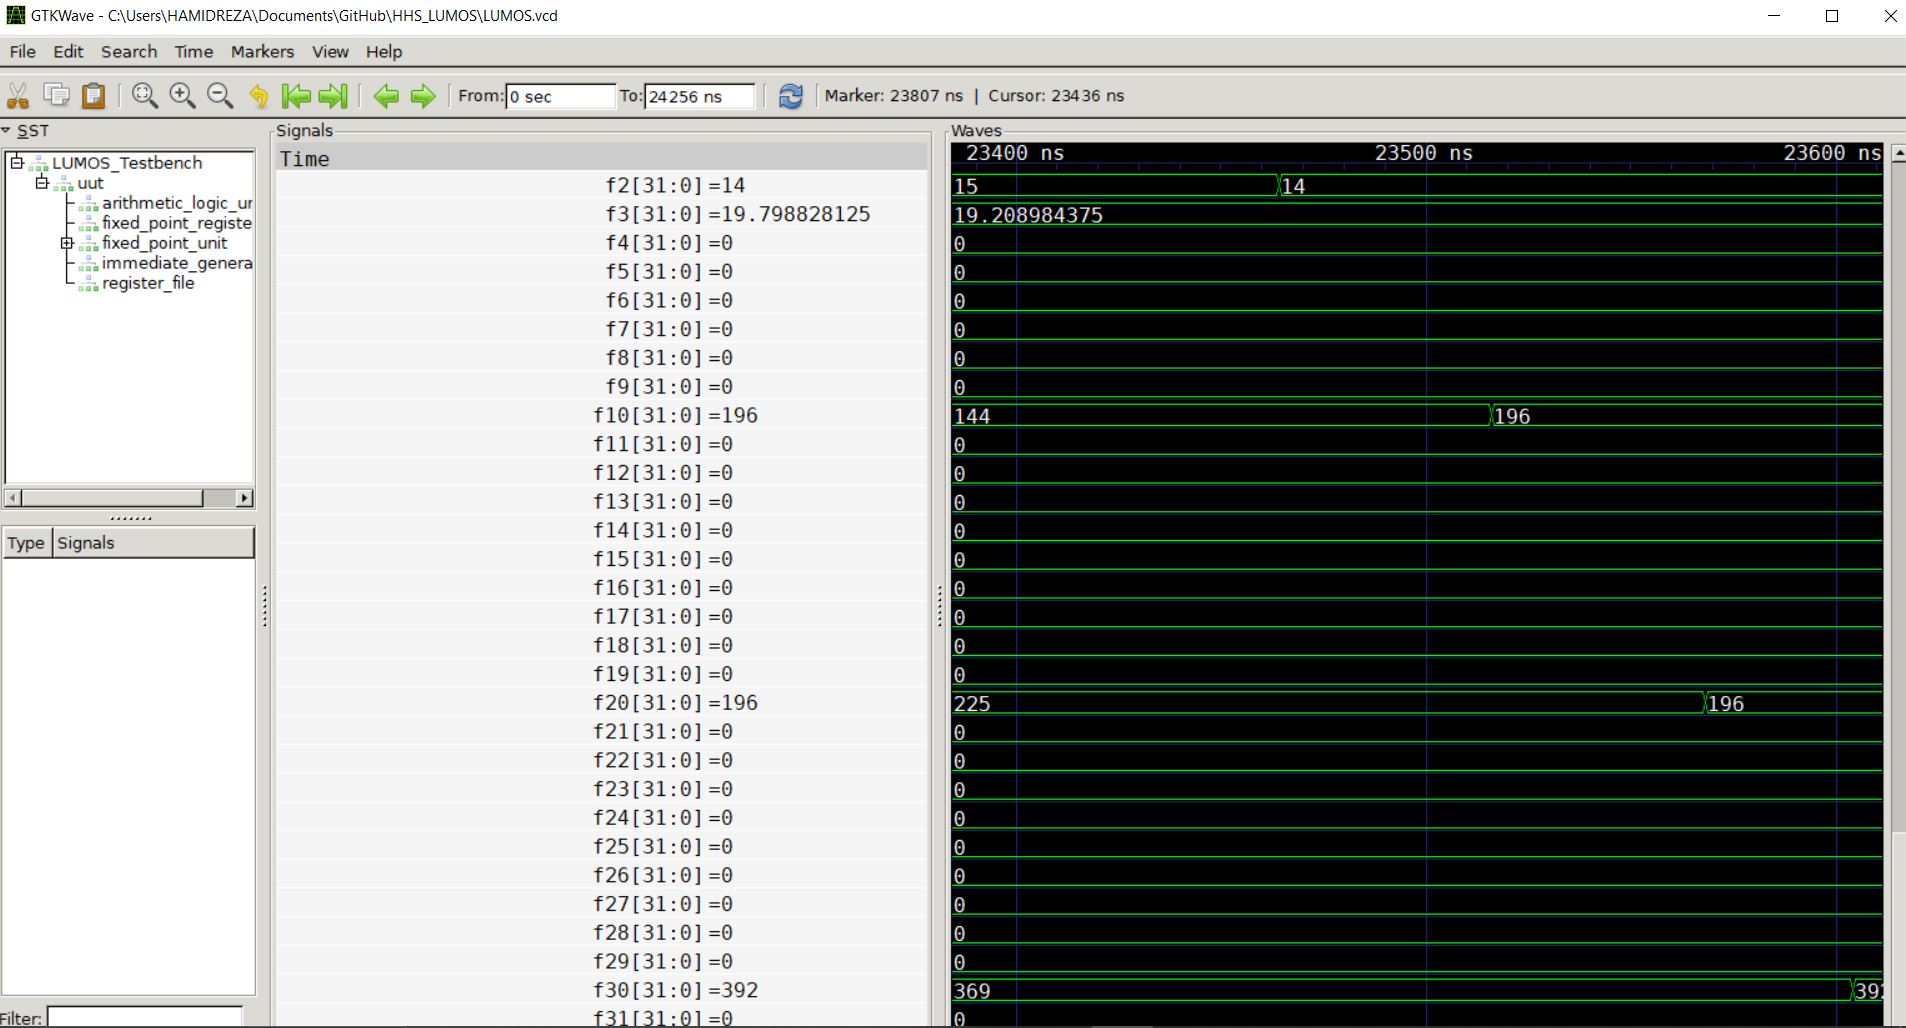 GTKWave - C:\Users\HAMIDREZA\Documents\GitHub\HHS_LUMOS\LUMOS.vcd
File Edit Search Time Markers View Help
From: 0 sec To: 24256 ns Marker: 23807 ns | Cursor: 23436 ns
SST
LUMOS_Testbench
uut
arithmetic_logic_ur
fixed_point_registe
fixed_point_unit
immediate_genera
register_file
Type Signals
Filter:
Signals
Time
f2[31:0]=14
f3[31:0]=19.798828125
f4[31:0]=0
f5[31:0]=0
f6[31:0]=0
f7[31:0]=0
f8[31:0]=0
f9[31:0]=0
f10[31:0]=196
f11[31:0]=0
f12[31:0]=0
f13[31:0]=0
f14[31:0]=0
f15[31:0]=0
f16[31:0]=0
f17[31:0]=0
f18[31:0]=0
f19[31:0]=0
f20[31:0]=196
f21[31:0]=0
f22[31:0]=0
f23[31:0]=0
f24[31:0]=0
f25[31:0]=0
f26[31:0]=0
f27[31:0]=0
f28[31:0]=0
f29[31:0]=0
f30[31:0]=392
f31[31:0]=0
Waves
23400 ns 23500 ns 23600 ns
15 14
19.208984375
0
0
0
0
0
0
144 196
0
0
0
0
0
0
0
0
0
225 196
0
0
0
0
0
0
0
0
0
369 392
0